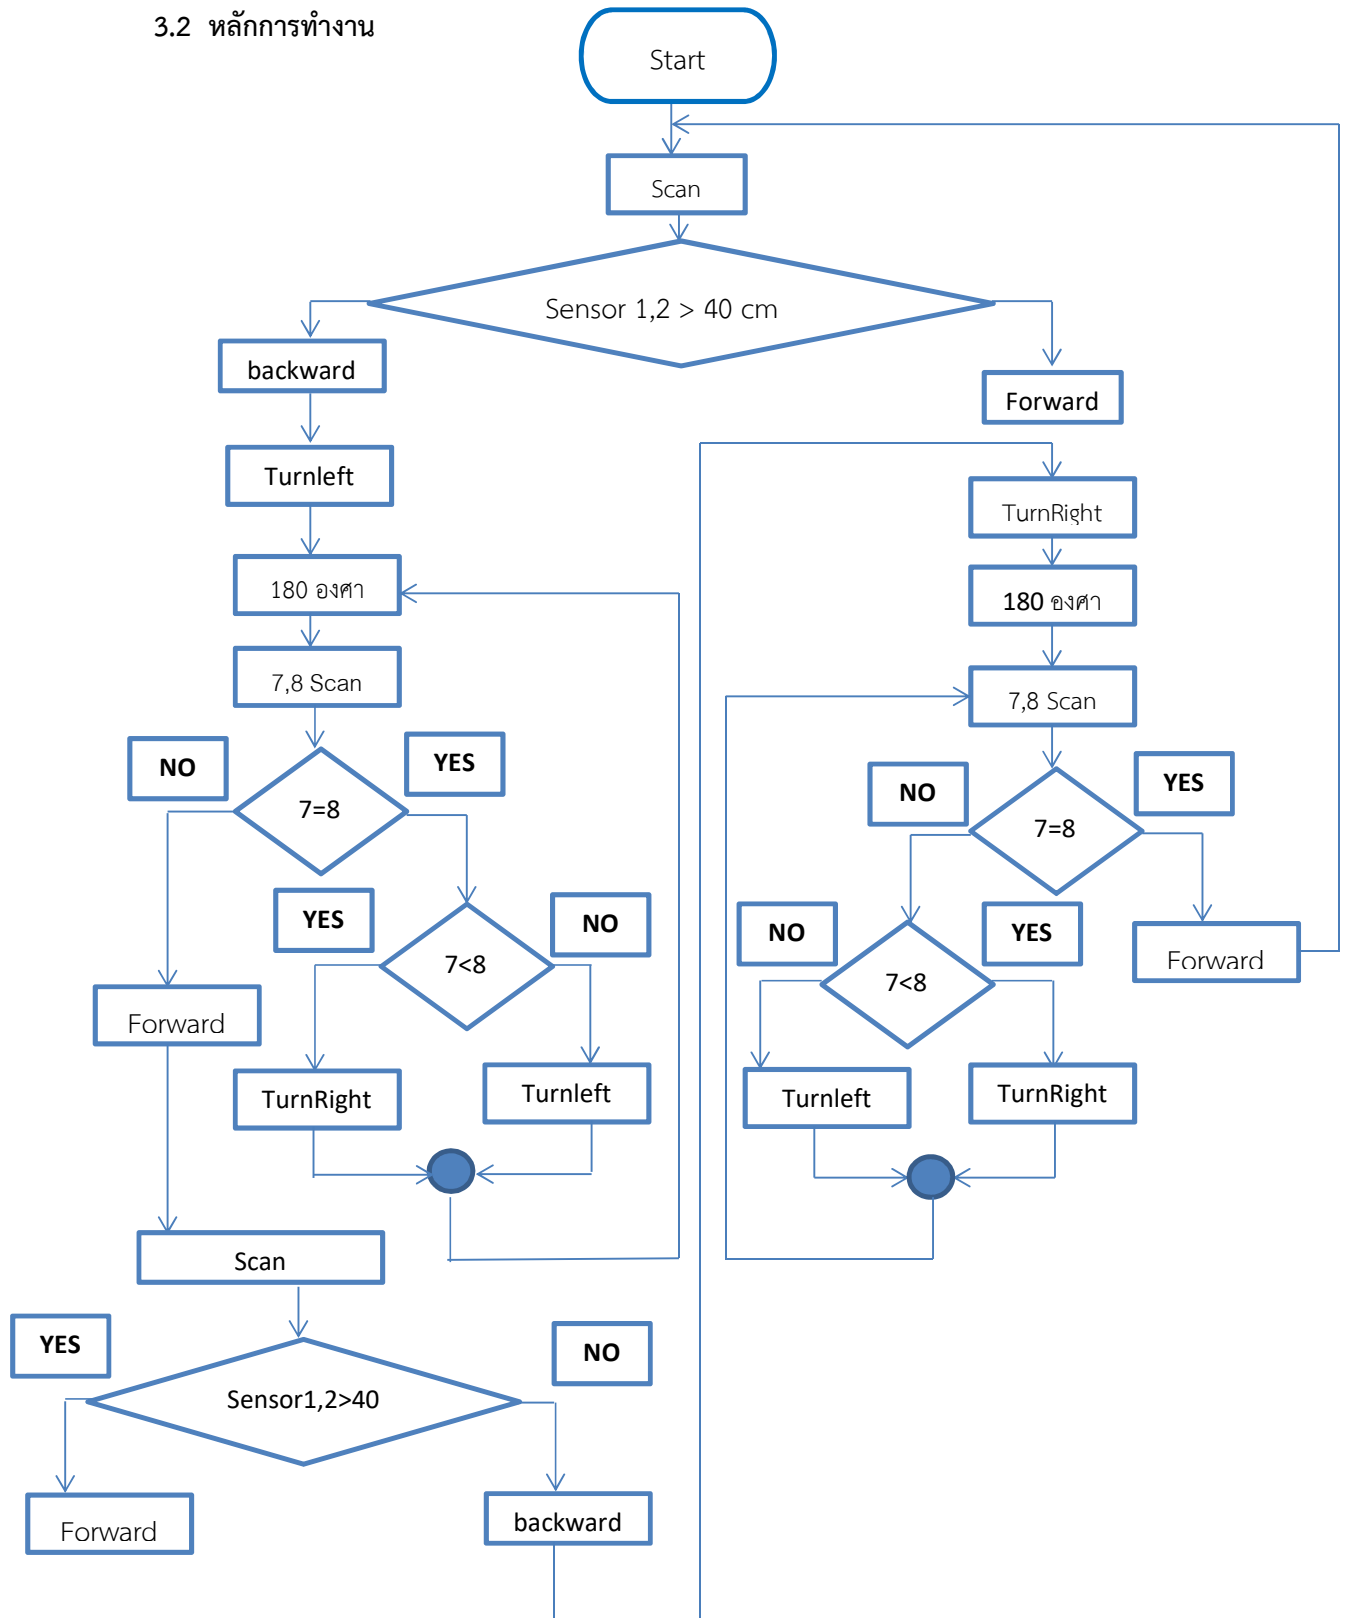 3.2 หลักการทำงาน
Start
Scan
Sensor 1,2 > 40 cm
backward
Forward
Turnleft
TurnRight
180 องศา
180 องศา
7,8 Scan
7,8 Scan
NO
YES
7=8
NO
YES
7=8
YES
NO
7<8
NO
YES
7<8
Forward
Forward
TurnRight
Turnleft
Turnleft
TurnRight
Scan
YES
NO
Sensor1,2>40
Forward
backward